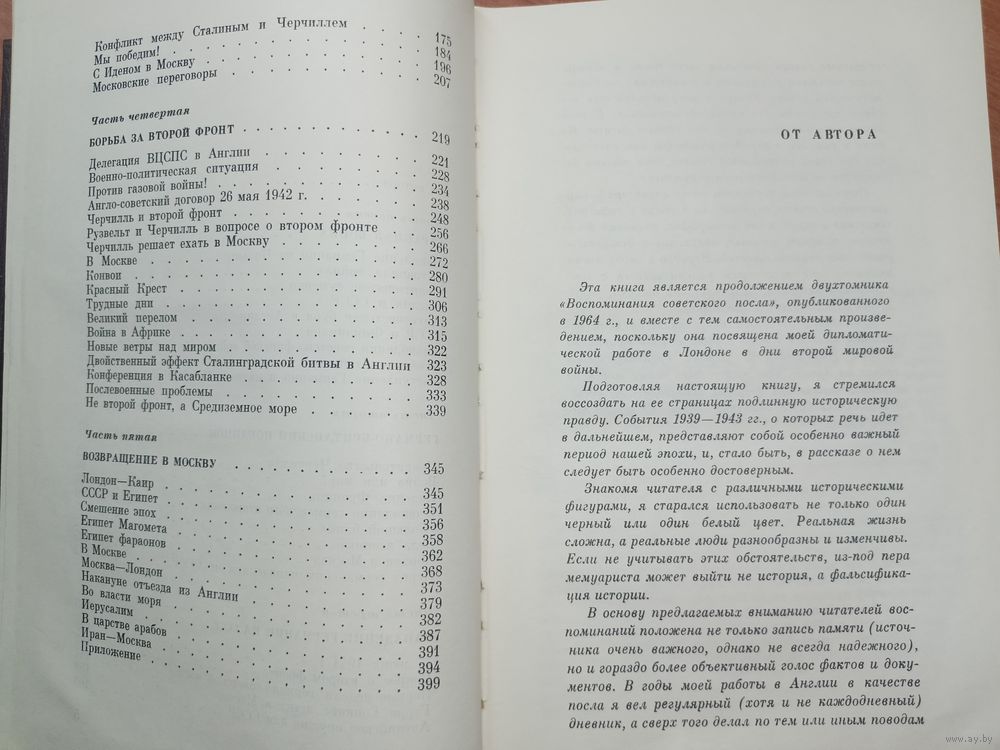 Конфликт между Сталиным и Черчиллем . . . . 175
Мы победим! . . . . . . . . . . . . 184
С Иденом в Москву . . . . . . . . . . 196
Московские переговоры . . . . . . . . . 207
Часть четвертая
БОРЬБА ЗА ВТОРОЙ ФРОНТ . . . . . . . . . . 219
Делегация ВЦСПС в Англии . . . . . . . . 221
Военно-политическая ситуация . . . . . . . 228
Против газовой войны! . . . . . . . . . 234
Англо-советский договор 26 мая 1942 г. . . . . . 238
Черчилль и второй фронт . . . . . . . . . 248
Рузвельт и Черчилль в вопросе о втором фронте . . 256
Черчилль решает ехать в Москву . . . . . . . 266
В Москве . . . . . . . . . . . . . 272
Конвои . . . . . . . . . . . . . . 280
Красный Крест . . . . . . . . . . . . 291
Трудные дни . . . . . . . . . . . . 306
Великий перелом . . . . . . . . . . . 313
Война в Африке . . . . . . . . . . . 315
Новые ветры над миром . . . . . . . . . 322
Двойственный эффект Сталинградской битвы в Англии 323
Конференция в Касабланке . . . . . . . . 328
Послевоенные проблемы . . . . . . . . . 333
Не второй фронт, а Средиземное море . . . . . 339
Часть пятая
ВОЗВРАЩЕНИЕ В МОСКВУ . . . . . . . . . . 345
Лондон—Каир . . . . . . . . . . . . 345
СССР и Египет . . . . . . . . . . . . 351
Смешение эпох . . . . . . . . . . . . 356
Египет Магомета . . . . . . . . . . . 358
Египет фараонов . . . . . . . . . . . 362
В Москве . . . . . . . . . . . . . 368
Москва—Лондон . . . . . . . . . . . . 373
Накануне отъезда из Англии . . . . . . . . 379
Во власти моря . . . . . . . . . . . . 382
Иерусалим . . . . . . . . . . . . . 387
В царстве арабов . . . . . . . . . . . 391
Иран—Москва . . . . . . . . . . . . 394
Приложение . . . . . . . . . . . . . 399
ОТ АВТОРА
Эта книга является продолжением двухтомника
«Воспоминания советского посла», опубликованного
в 1964 г., и вместе с тем самостоятельным произве-
дением, поскольку она посвящена моей дипломати-
ческой работе в Лондоне в дни второй мировой
войны.
Подготовляя настоящую книгу, я стремился
воссоздать на ее страницах подлинную историческую
правду. События 1939—1943 гг., о которых речь идет
в дальнейшем, представляют собой особенно важный
период нашей эпохи, и, стало быть, в рассказе о нем
следует быть особенно достоверным.
Знакомя читателя с различными историческими
фигурами, я старался использовать не только один
черный или один белый цвет. Реальная жизнь
сложна, а реальные люди разнообразны и изменчивы.
Если не учитывать этих обстоятельств, из-под пера
мемуариста может выйти не история, а фальсифика-
ция истории.
В основу предлагаемых вниманию читателей вос-
поминаний положена не только запись памяти (источ-
ника очень важного, однако не всегда надежного),
но и гораздо более объективный голос фактов и доку-
ментов. В годы моей работы в Англии в качестве
посла я вел регулярный (хотя и не каждодневный)
дневник, а сверх того делал по тем или иным поводам
www.ay.by